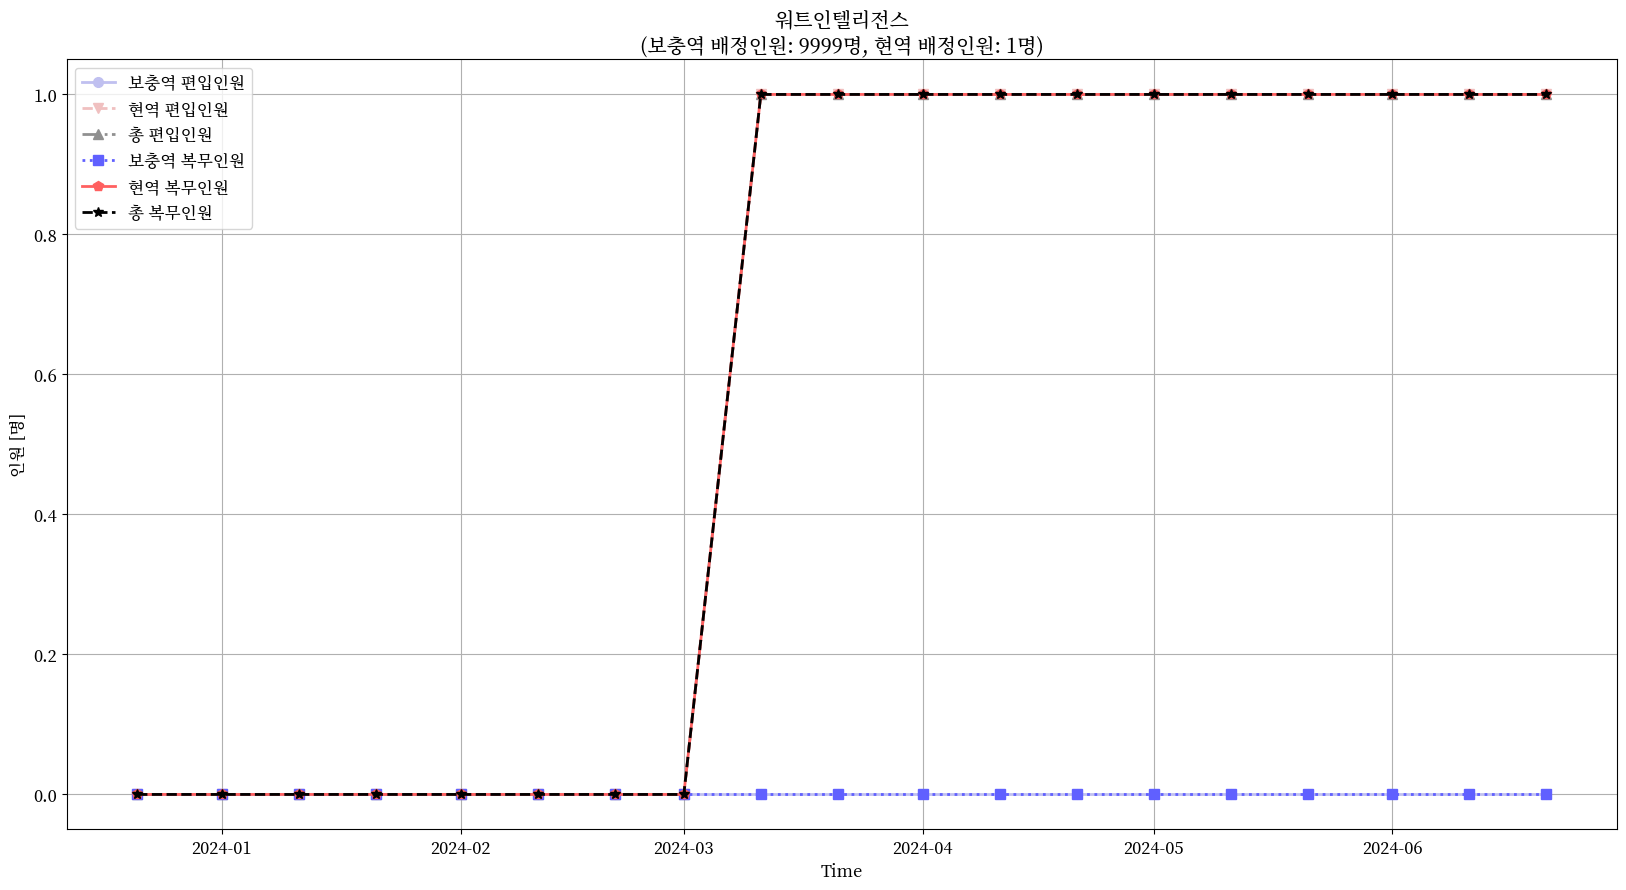 워트인텔리전스
(보충역 배정인원: 9999명, 현역 배정인원: 1명)
보충역 편입인원
현역 편입인원
총 편입인원
보충역 복무인원
현역 복무인원
총 복무인원
인원 [명]
1.0
0.8
0.6
0.4
0.2
0.0
2024-01
2024-02
2024-03
2024-04
2024-05
2024-06
Time